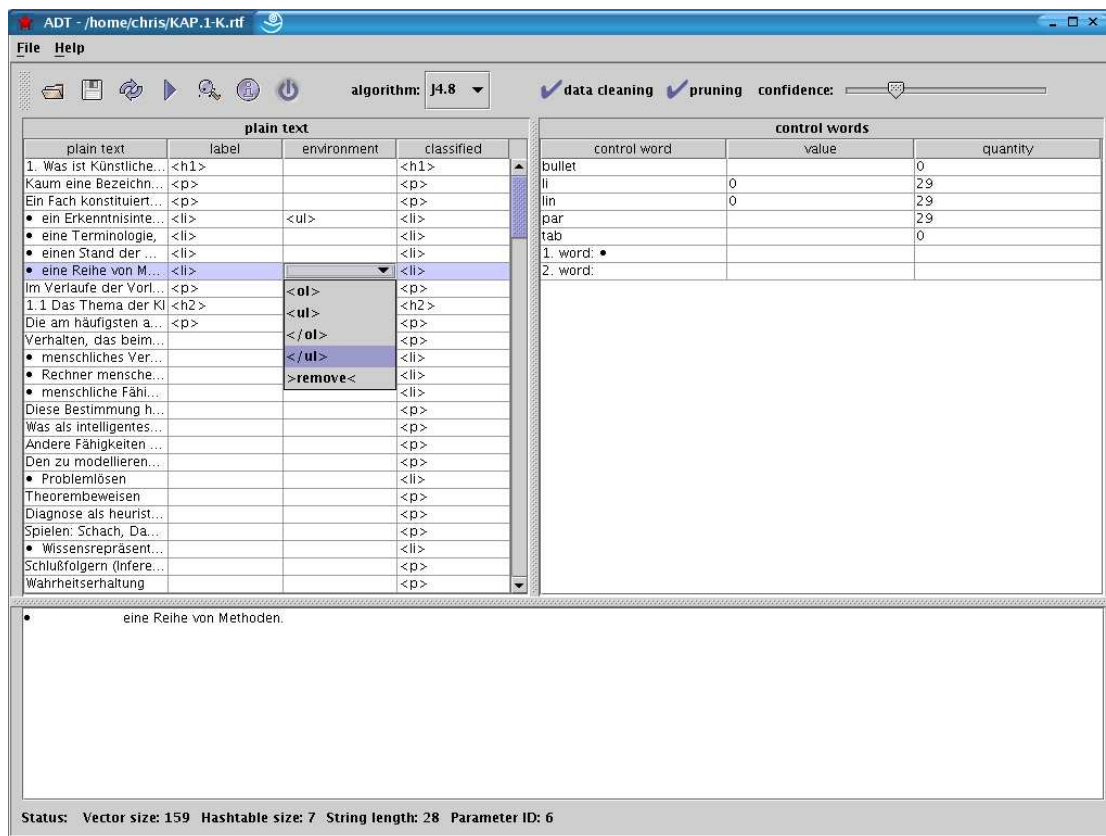 ADT - /home/chris/KAP.1-K.rtf
File Help
algorithm: J4.8 data cleaning pruning confidence:
plain text control words
plain text label environment classified control word value quantity
1. Was ist Künstliche... <h1> <h1> bullet 0
Kaum eine Bezeichn... <p> <p> li 0 29
Ein Fach konstituiert... <p> <p> lin 0 29
• ein Erkenntnisinte... <li> <ul> <li> par 29
• eine Terminologie, <li> <li> tab 0
• einen Stand der ... <li> <li> 1. word: •
• eine Reihe von M... <li> <li> 2. word:
Im Verlaufe der Vorl... <p> <p>
<ol>
1.1 Das Thema der KI <h2> <h2>
<ul>
Die am häufigsten a... <p> <p>
</ol>
Verhalten, das beim... <p>
</ul>
• menschliches Ver... <li>
>remove<
• Rechner mensche... <li>
• menschliche Fähi... <li>
Diese Bestimmung h... <p>
Was als intelligentes... <p>
Andere Fähigkeiten ... <p>
Den zu modellieren... <p>
• Problemlösen <li>
Theorembeweisen <p>
Diagnose als heurist... <p>
Spielen: Schach, Da... <p>
• Wissensrepräsent... <li>
Schlußfolgern (Infere... <p>
Wahrheitserhaltung <p>
• eine Reihe von Methoden.
Status: Vector size: 159 Hashtable size: 7 String length: 28 Parameter ID: 6